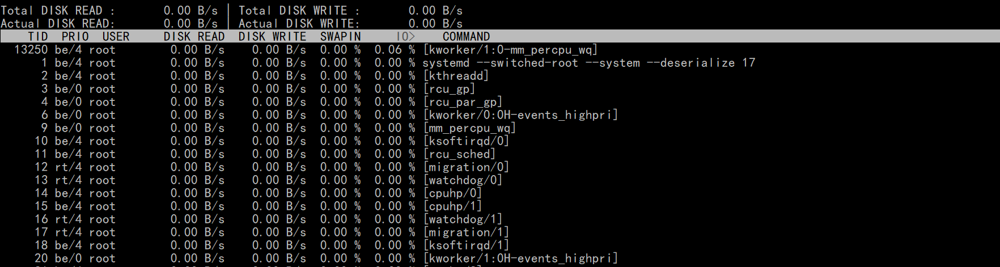 Total DISK READ :       0.00 B/s | Total DISK WRITE :       0.00 B/s
Actual DISK READ:       0.00 B/s | Actual DISK WRITE:       0.00 B/s
    TID  PRIO  USER     DISK READ  DISK WRITE  SWAPIN     IO>    COMMAND
  13250 be/4 root        0.00 B/s    0.00 B/s  0.00 %  0.06 % [kworker/1:0-mm_percpu_wq]
      1 be/4 root        0.00 B/s    0.00 B/s  0.00 %  0.00 % systemd --switched-root --system --deserialize 17
      2 be/4 root        0.00 B/s    0.00 B/s  0.00 %  0.00 % [kthreadd]
      3 be/0 root        0.00 B/s    0.00 B/s  0.00 %  0.00 % [rcu_gp]
      4 be/0 root        0.00 B/s    0.00 B/s  0.00 %  0.00 % [rcu_par_gp]
      6 be/0 root        0.00 B/s    0.00 B/s  0.00 %  0.00 % [kworker/0:0H-events_highpri]
      9 be/0 root        0.00 B/s    0.00 B/s  0.00 %  0.00 % [mm_percpu_wq]
     10 be/4 root        0.00 B/s    0.00 B/s  0.00 %  0.00 % [ksoftirqd/0]
     11 be/4 root        0.00 B/s    0.00 B/s  0.00 %  0.00 % [rcu_sched]
     12 rt/4 root        0.00 B/s    0.00 B/s  0.00 %  0.00 % [migration/0]
     13 rt/4 root        0.00 B/s    0.00 B/s  0.00 %  0.00 % [watchdog/0]
     14 be/4 root        0.00 B/s    0.00 B/s  0.00 %  0.00 % [cpuhp/0]
     15 be/4 root        0.00 B/s    0.00 B/s  0.00 %  0.00 % [cpuhp/1]
     16 rt/4 root        0.00 B/s    0.00 B/s  0.00 %  0.00 % [watchdog/1]
     17 rt/4 root        0.00 B/s    0.00 B/s  0.00 %  0.00 % [migration/1]
     18 be/4 root        0.00 B/s    0.00 B/s  0.00 %  0.00 % [ksoftirqd/1]
     20 be/0 root        0.00 B/s    0.00 B/s  0.00 %  0.00 % [kworker/1:0H-events_highpri]